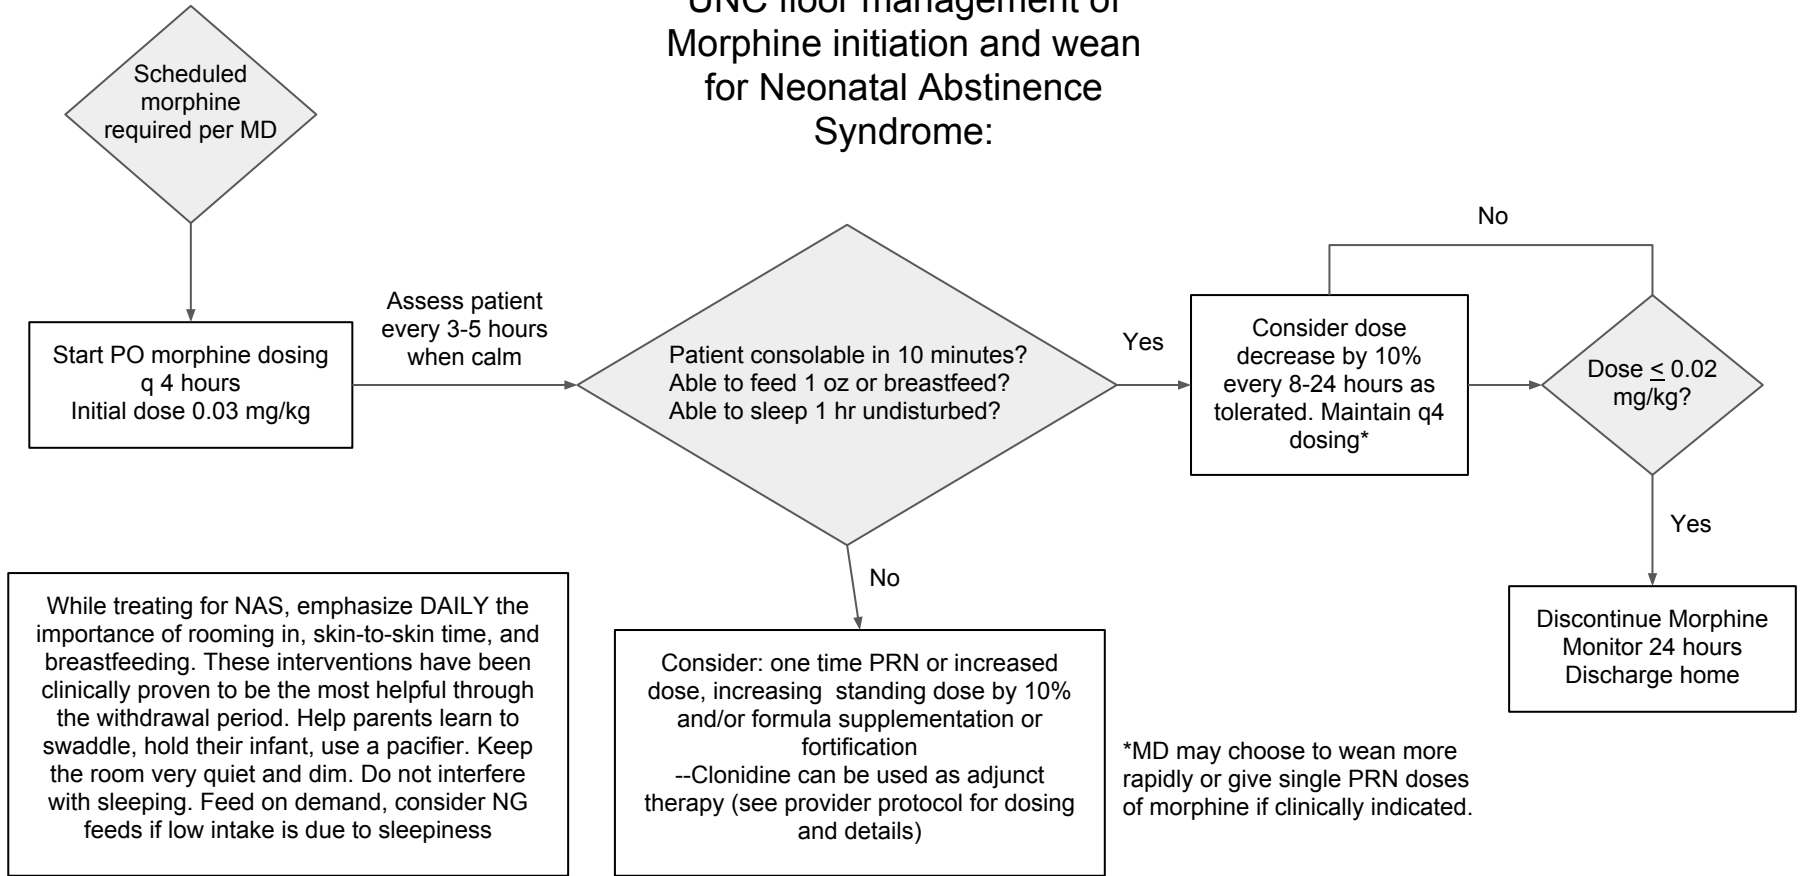 UNC floor management of
Morphine initiation and wean
for Neonatal Abstinence
Syndrome:
Scheduled
morphine
required per MD
Start PO morphine dosing
q 4 hours
Initial dose 0.03 mg/kg
Assess patient
every 3-5 hours
when calm
Patient consolable in 10 minutes?
Able to feed 1 oz or breastfeed?
Able to sleep 1 hr undisturbed?
Yes
Consider dose
decrease by 10%
every 8-24 hours as
tolerated. Maintain q4
dosing*
No
Dose ≤ 0.02
mg/kg?
Yes
Discontinue Morphine
Monitor 24 hours
Discharge home
No
Consider: one time PRN or increased
dose, increasing  standing dose by 10%
and/or formula supplementation or
fortification
--Clonidine can be used as adjunct
therapy (see provider protocol for dosing
and details)
*MD may choose to wean more
rapidly or give single PRN doses
of morphine if clinically indicated.
While treating for NAS, emphasize DAILY the
importance of rooming in, skin-to-skin time, and
breastfeeding. These interventions have been
clinically proven to be the most helpful through
the withdrawal period. Help parents learn to
swaddle, hold their infant, use a pacifier. Keep
the room very quiet and dim. Do not interfere
with sleeping. Feed on demand, consider NG
feeds if low intake is due to sleepiness